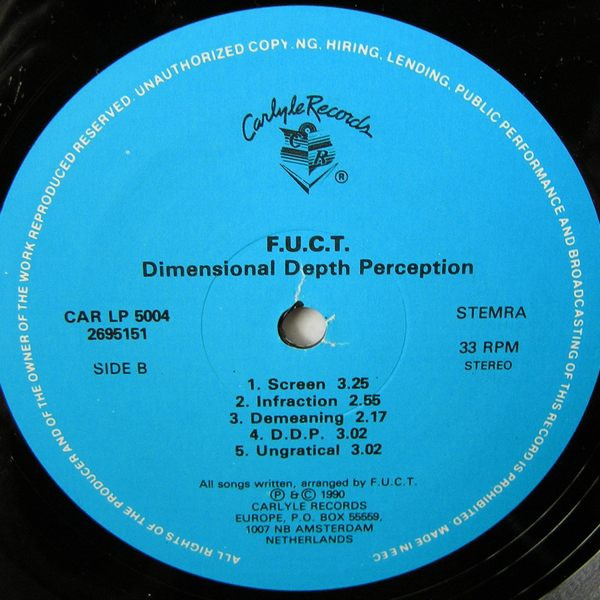 ALL RIGHTS OF THE PRODUCER AND OF THE OWNER OF THE WORK REPRODUCED RESERVED. UNAUTHORIZED COPY.NG, HIRING, LENDING, PUBLIC PERFORMANCE AND BROADCASTING OF THIS RECORD IS PROHIBITED. MADE IN EEC
Carlyle Records
C
R
®
F.U.C.T.
Dimensional Depth Perception
CAR LP 5004
2695151
SIDE B
STEMRA
33 RPM
STEREO
1. Screen 3.25
2. Infraction 2.55
3. Demeaning 2.17
4. D.D.P. 3.02
5. Ungratical 3.02
All songs written, arranged by F.U.C.T.
Ⓟ & © 1990
CARLYLE RECORDS
EUROPE, P.O. BOX 55559,
1007 NB AMSTERDAM
NETHERLANDS